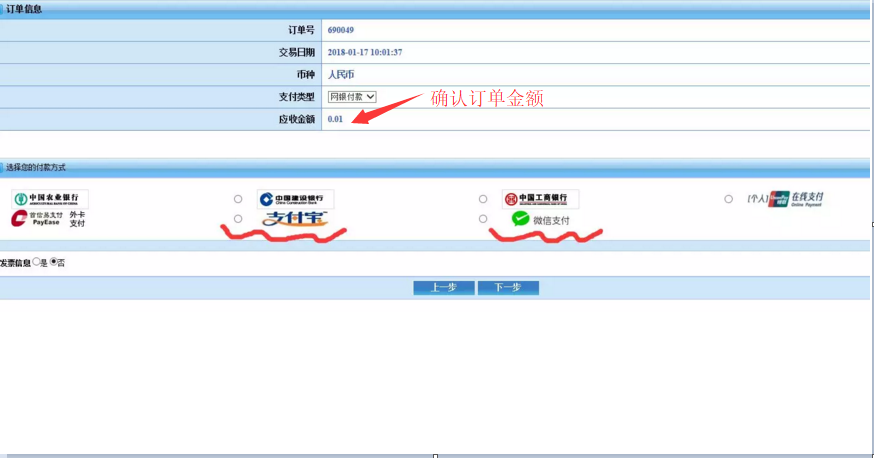 订单信息
订单号 690049
交易日期 2018-01-17 10:01:37
币种 人民币
支付类型 网银付款
确认订单金额
应收金额 0.01
选择您的付款方式
中国农业银行 中国建设银行 China Construction Bank 中国工商银行 [个人] 在线支付 Online Payment
首信易支付 PayEase 外卡支付 支付宝 微信支付
发票信息 是 否
上一步 下一步